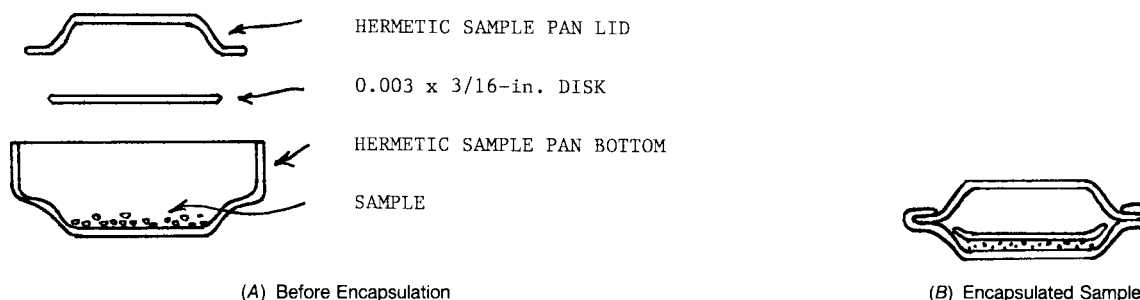 HERMETIC SAMPLE PAN LID
0.003 x 3/16-in. DISK
HERMETIC SAMPLE PAN BOTTOM
SAMPLE
(A) Before Encapsulation
(B) Encapsulated Sample